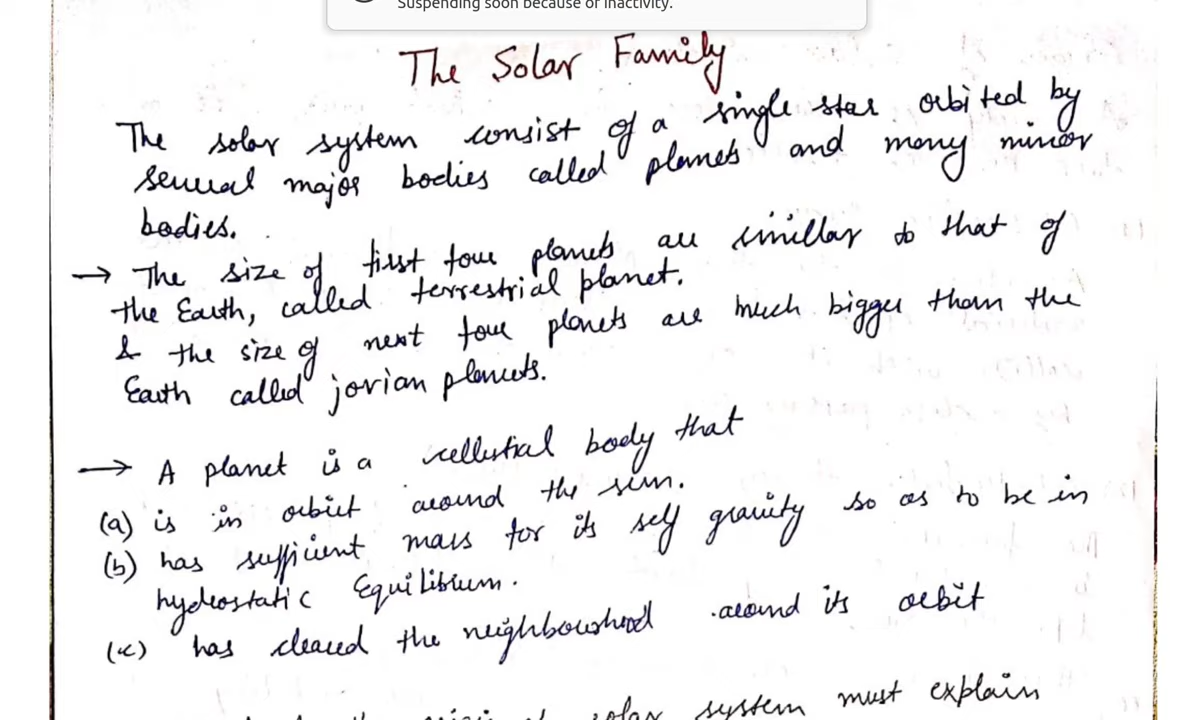 Suspending soon because of inactivity.
The Solar Family
The solar system consist of a single star orbited by
several major bodies called planets and many minor
bodies.
→ The size of first four planets are simillar to that of
the Earth, called terrestrial planet.
& the size of next four planets are much bigger than the
Earth called jovian planets.
→ A planet is a cellestial body that
(a) is in orbit around the sun.
(b) has sufficient mass for its self gravity so as to be in
hydrostatic Equilibrium.
(c) has cleared the neighbourhood around its orbit
solar system must explain